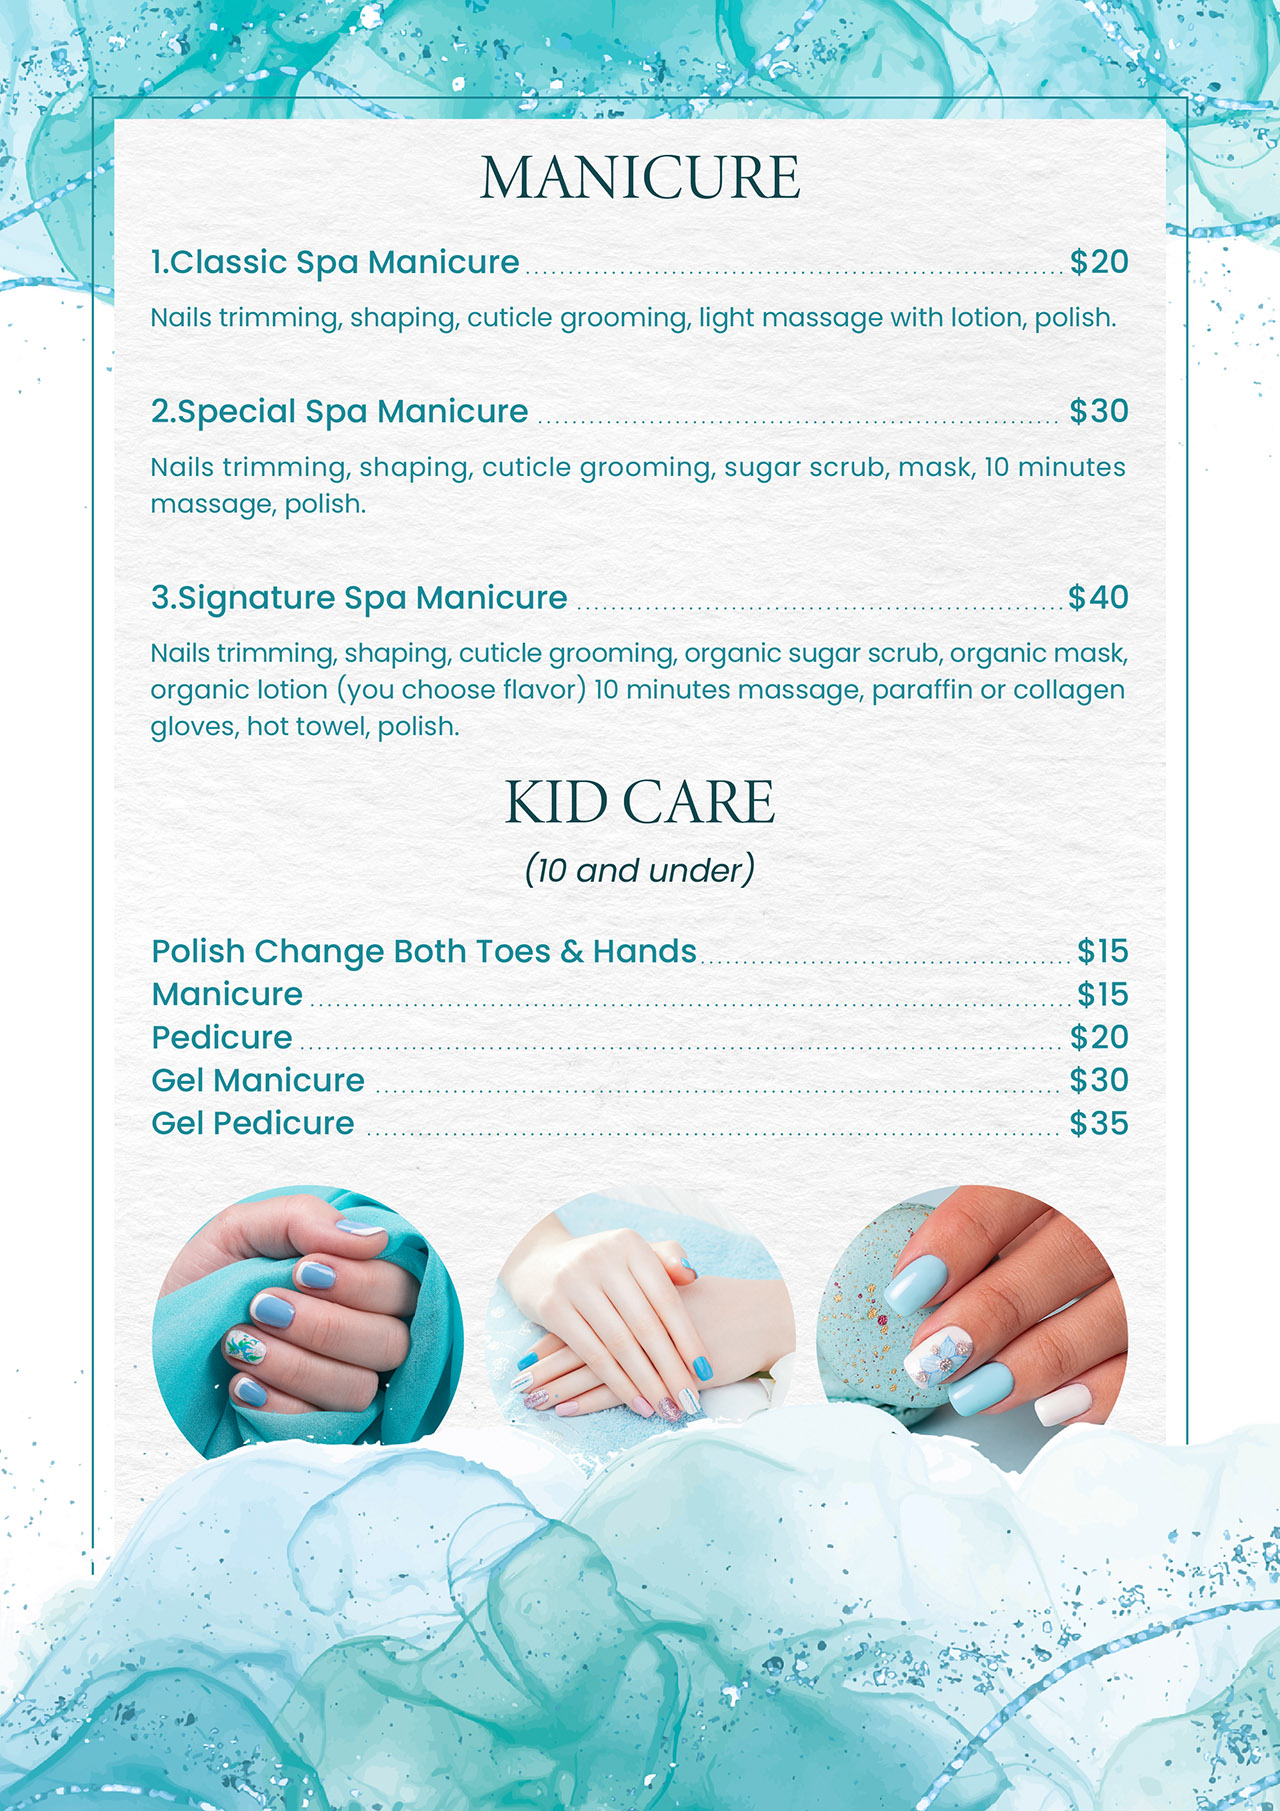 MANICURE
1.Classic Spa Manicure ........ $20
Nails trimming, shaping, cuticle grooming, light massage with lotion, polish.
2.Special Spa Manicure ........ $30
Nails trimming, shaping, cuticle grooming, sugar scrub, mask, 10 minutes
massage, polish.
3.Signature Spa Manicure ........ $40
Nails trimming, shaping, cuticle grooming, organic sugar scrub, organic mask,
organic lotion (you choose flavor) 10 minutes massage, paraffin or collagen
gloves, hot towel, polish.
KID CARE
(10 and under)
Polish Change Both Toes & Hands ........ $15
Manicure ........ $15
Pedicure ........ $20
Gel Manicure ........ $30
Gel Pedicure ........ $35